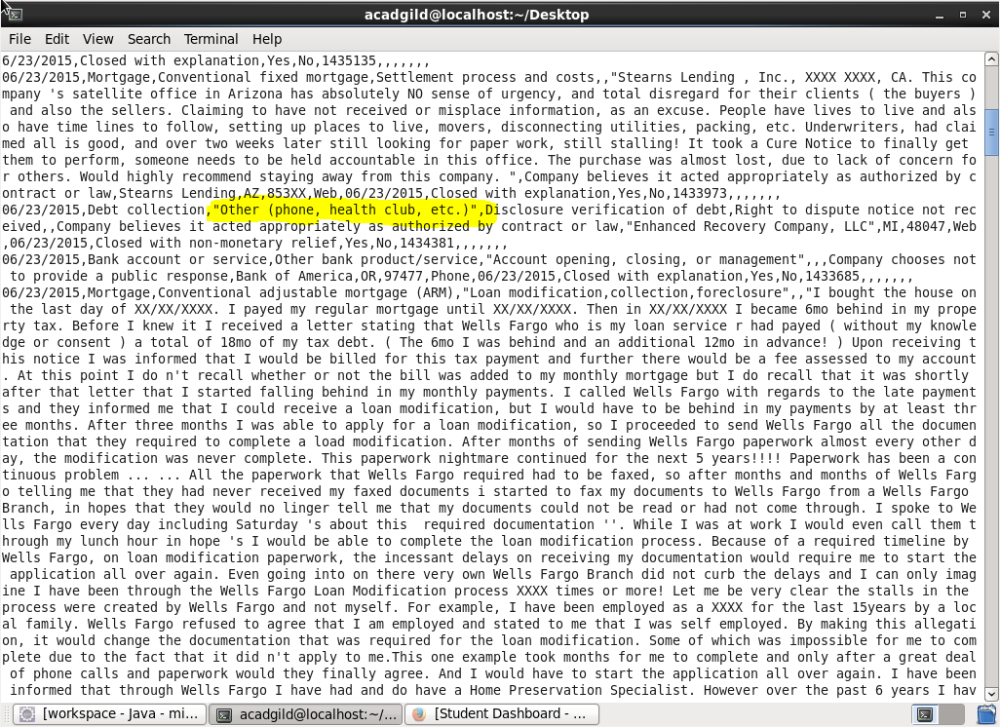 acadgild@localhost:~/Desktop
File Edit View Search Terminal Help
6/23/2015,Closed with explanation,Yes,No,1435135,,,,,,,
06/23/2015,Mortgage,Conventional fixed mortgage,Settlement process and costs,,"Stearns Lending , Inc., XXXX XXXX, CA. This co
mpany 's satellite office in Arizona has absolutely NO sense of urgency, and total disregard for their clients ( the buyers )
and also the sellers. Claiming to have not received or misplace information, as an excuse. People have lives to live and als
o have time lines to follow, setting up places to live, movers, disconnecting utilities, packing, etc. Underwriters, had clai
med all is good, and over two weeks later still looking for paper work, still stalling! It took a Cure Notice to finally get
them to perform, someone needs to be held accountable in this office. The purchase was almost lost, due to lack of concern fo
r others. Would highly recommend staying away from this company. ",Company believes it acted appropriately as authorized by c
ontract or law,Stearns Lending,AZ,853XX,Web,06/23/2015,Closed with explanation,Yes,No,1433973,,,,,,,
06/23/2015,Debt collection,"Other (phone, health club, etc.)",Disclosure verification of debt,Right to dispute notice not rec
eived,,Company believes it acted appropriately as authorized by contract or law,"Enhanced Recovery Company, LLC",MI,48047,Web
,06/23/2015,Closed with non-monetary relief,Yes,No,1434381,,,,,,,
06/23/2015,Bank account or service,Other bank product/service,"Account opening, closing, or management",,,Company chooses not
to provide a public response,Bank of America,OR,97477,Phone,06/23/2015,Closed with explanation,Yes,No,1433685,,,,,,,
06/23/2015,Mortgage,Conventional adjustable mortgage (ARM),"Loan modification,collection,foreclosure",,"I bought the house on
the last day of XX/XX/XXXX. I payed my regular mortgage until XX/XX/XXXX. Then in XX/XX/XXXX I became 6mo behind in my prope
rty tax. Before I knew it I received a letter stating that Wells Fargo who is my loan service r had payed ( without my knowle
dge or consent ) a total of 18mo of my tax debt. ( The 6mo I was behind and an additional 12mo in advance! ) Upon receiving t
his notice I was informed that I would be billed for this tax payment and further there would be a fee assessed to my account
. At this point I do n't recall whether or not the bill was added to my monthly mortgage but I do recall that it was shortly
after that letter that I started falling behind in my monthly payments. I called Wells Fargo with regards to the late payment
s and they informed me that I could receive a loan modification, but I would have to be behind in my payments by at least thr
ee months. After three months I was able to apply for a loan modification, so I proceeded to send Wells Fargo all the documen
tation that they required to complete a load modification. After months of sending Wells Fargo paperwork almost every other d
ay, the modification was never complete. This paperwork nightmare continued for the next 5 years!!!! Paperwork has been a con
tinuous problem ... ... All the paperwork that Wells Fargo required had to be faxed, so after months and months of Wells Farg
o telling me that they had never received my faxed documents i started to fax my documents to Wells Fargo from a Wells Fargo
Branch, in hopes that they would no longer tell me that my documents could not be read or had not come through. I spoke to We
lls Fargo every day including Saturday 's about this  required documentation ''. While I was at work I would even call them t
hrough my lunch hour in hope 's I would be able to complete the loan modification process. Because of a required timeline by
Wells Fargo, on loan modification paperwork, the incessant delays on receiving my documentation would require me to start the
application all over again. Even going into on there very own Wells Fargo Branch did not curb the delays and I can only imag
ine I have been through the Wells Fargo Loan Modification process XXXX times or more! Let me be very clear the stalls in the
process were created by Wells Fargo and not myself. For example, I have been employed as a XXXX for the last 15years by a loc
al family. Wells Fargo refused to agree that I am employed and stated to me that I was self employed. By making this allegati
on, it would change the documentation that was required for the loan modification. Some of which was impossible for me to com
plete due to the fact that it did n't apply to me.This one example took months for me to complete and only after a great deal
of phone calls and paperwork would they finally agree. And I would have to start the application all over again. I have been
informed that through Wells Fargo I have had and do have a Home Preservation Specialist. However over the past 6 years I hav
[workspace - Java - mi... acadgild@localhost:~/... [Student Dashboard - ...